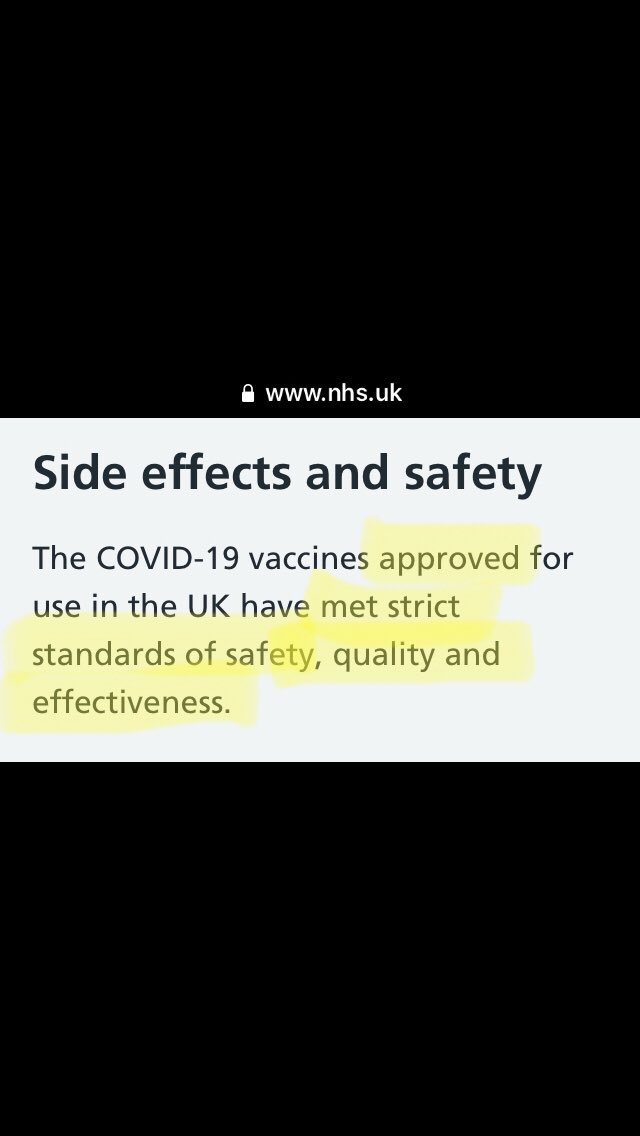 www.nhs.uk
Side effects and safety
The COVID-19 vaccines approved for
use in the UK have met strict
standards of safety, quality and
effectiveness.